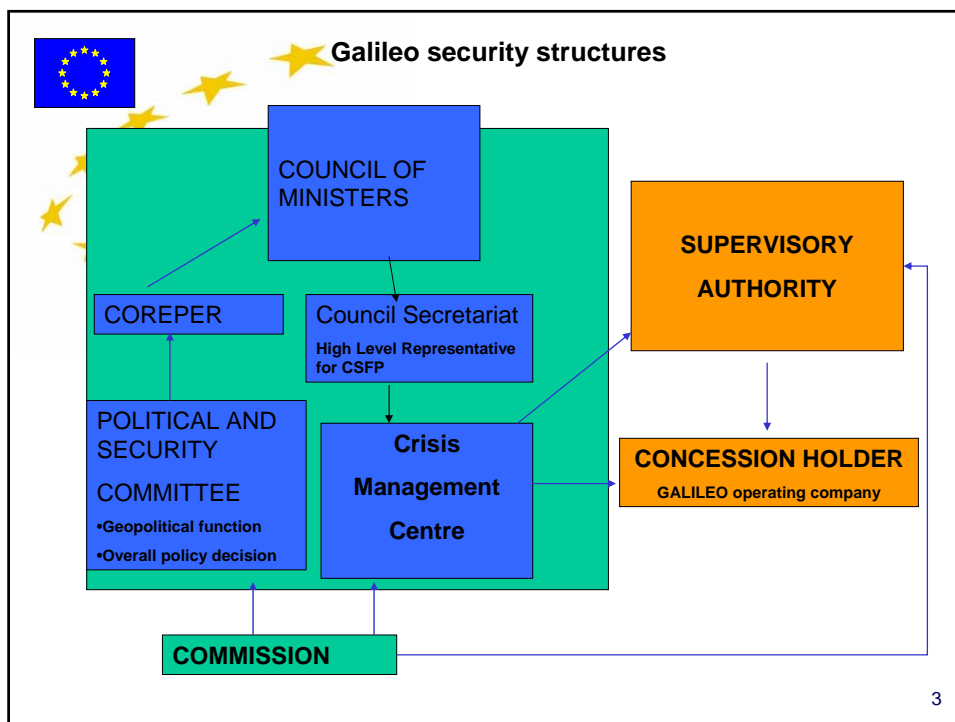 Galileo security structures
COUNCIL OF
MINISTERS
SUPERVISORY
AUTHORITY
COREPER
Council Secretariat
High Level Representative
for CSFP
POLITICAL AND
SECURITY
COMMITTEE
•Geopolitical function
•Overall policy decision
Crisis
Management
Centre
CONCESSION HOLDER
GALILEO operating company
COMMISSION
3